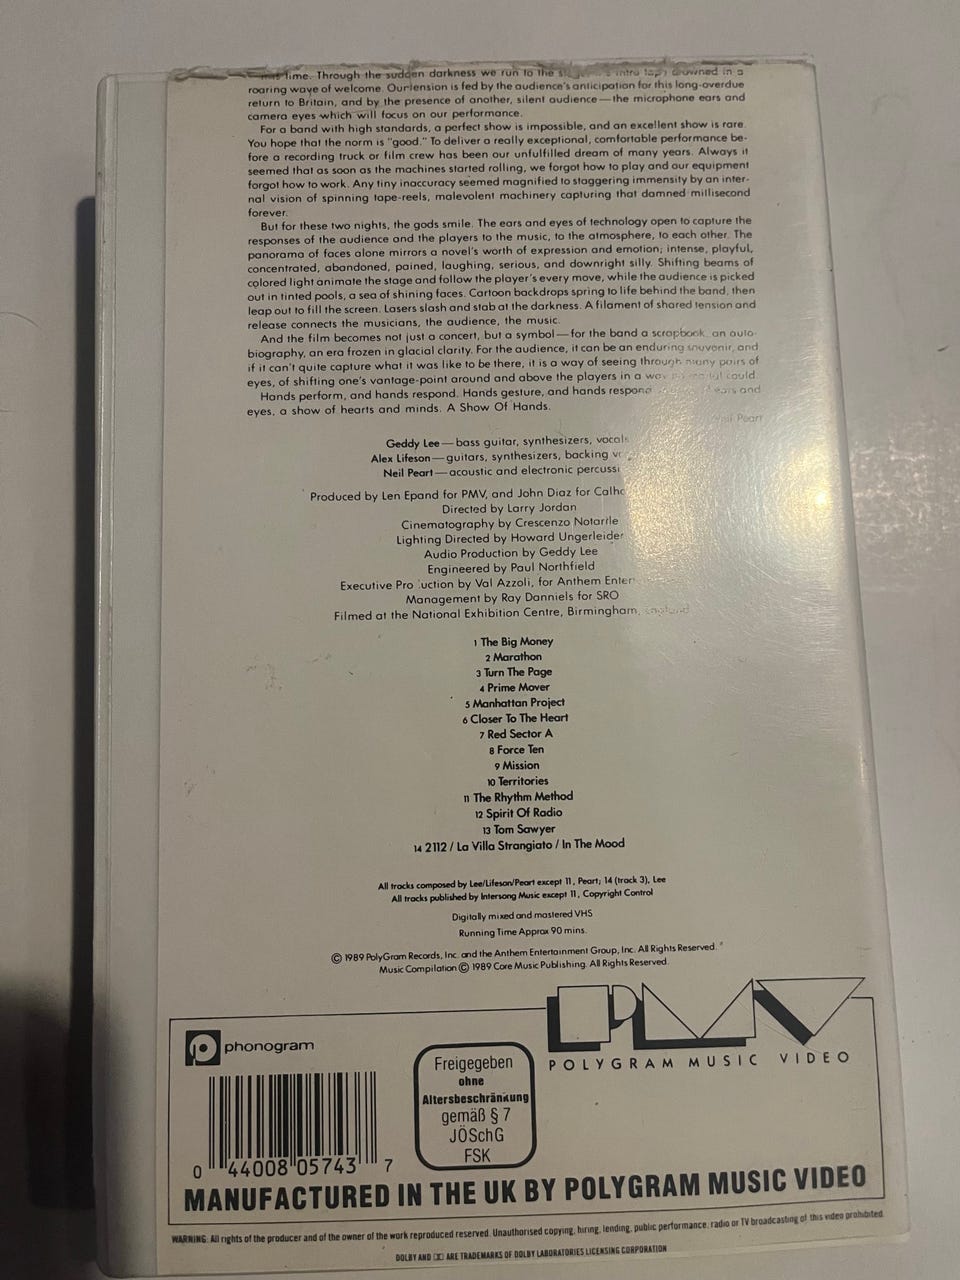 time. Through the sudden darkness we run to the intro tape drowned in a
roaring wave of welcome. Our tension is fed by the audience's anticipation for this long-overdue
return to Britain, and by the presence of another, silent audience—the microphone ears and
camera eyes which will focus on our performance.
For a band with high standards, a perfect show is impossible, and an excellent show is rare.
You hope that the norm is "good." To deliver a really exceptional, comfortable performance be-
fore a recording truck or film crew has been our unfulfilled dream of many years. Always it
seemed that as soon as the machines started rolling, we forgot how to play and our equipment
forgot how to work. Any tiny inaccuracy seemed magnified to staggering immensity by an inter-
nal vision of spinning tape-reels, malevolent machinery capturing that damned millisecond
forever.
But for these two nights, the gods smile. The ears and eyes of technology open to capture the
responses of the audience and the players to the music, to the atmosphere, to each other. The
panorama of faces alone mirrors a novel's worth of expression and emotion; intense, playful,
concentrated, abandoned, pained, laughing, serious, and downright silly. Shifting beams of
colored light animate the stage and follow the player's every move, while the audience is picked
out in tinted pools, a sea of shining faces. Cartoon backdrops spring to life behind the band, then
leap out to fill the screen. Lasers slash and stab at the darkness. A filament of shared tension and
release connects the musicians, the audience, the music.
And the film becomes not just a concert, but a symbol—for the band a scrapbook, an auto-
biography, an era frozen in glacial clarity. For the audience, it can be an enduring souvenir, and
if it can't quite capture what it was like to be there, it is a way of seeing through many pairs of
eyes, of shifting one's vantage-point around and above the players in a way no mortal could.
Hands perform, and hands respond. Hands gesture, and hands respond ears and
eyes, a show of hearts and minds. A Show Of Hands.
Neil Peart
Geddy Lee—bass guitar, synthesizers, vocals
Alex Lifeson—guitars, synthesizers, backing
Neil Peart—acoustic and electronic percussi
Produced by Len Epand for PMV, and John Diaz for Calho
Directed by Larry Jordan
Cinematography by Crescenzo Notarile
Lighting Directed by Howard Ungerleider
Audio Production by Geddy Lee
Engineered by Paul Northfield
Executive Pro uction by Val Azzoli, for Anthem Enter
Management by Ray Danniels for SRO
Filmed at the National Exhibition Centre, Birmingham, England
1 The Big Money
2 Marathon
3 Turn The Page
4 Prime Mover
5 Manhattan Project
6 Closer To The Heart
7 Red Sector A
8 Force Ten
9 Mission
10 Territories
11 The Rhythm Method
12 Spirit Of Radio
13 Tom Sawyer
14 2112 / La Villa Strangiato / In The Mood
All tracks composed by Lee/Lifeson/Peart except 11, Peart; 14 (track 3), Lee
All tracks published by Intersong Music except 11, Copyright Control
Digitally mixed and mastered VHS
Running Time Approx 90 mins.
© 1989 PolyGram Records, Inc. and the Anthem Entertainment Group, Inc. All Rights Reserved.
Music Compilation © 1989 Core Music Publishing. All Rights Reserved.
PMV
POLYGRAM MUSIC VIDEO
phonogram
Freigegeben
ohne
Altersbeschränkung
gemäß § 7
JÖSchG
FSK
0 44008 05743 7
MANUFACTURED IN THE UK BY POLYGRAM MUSIC VIDEO
WARNING: All rights of the producer and of the owner of the work reproduced reserved. Unauthorised copying, hiring, lending, public performance, radio or TV broadcasting of this video prohibited.
DOLBY AND ARE TRADEMARKS OF DOLBY LABORATORIES LICENSING CORPORATION